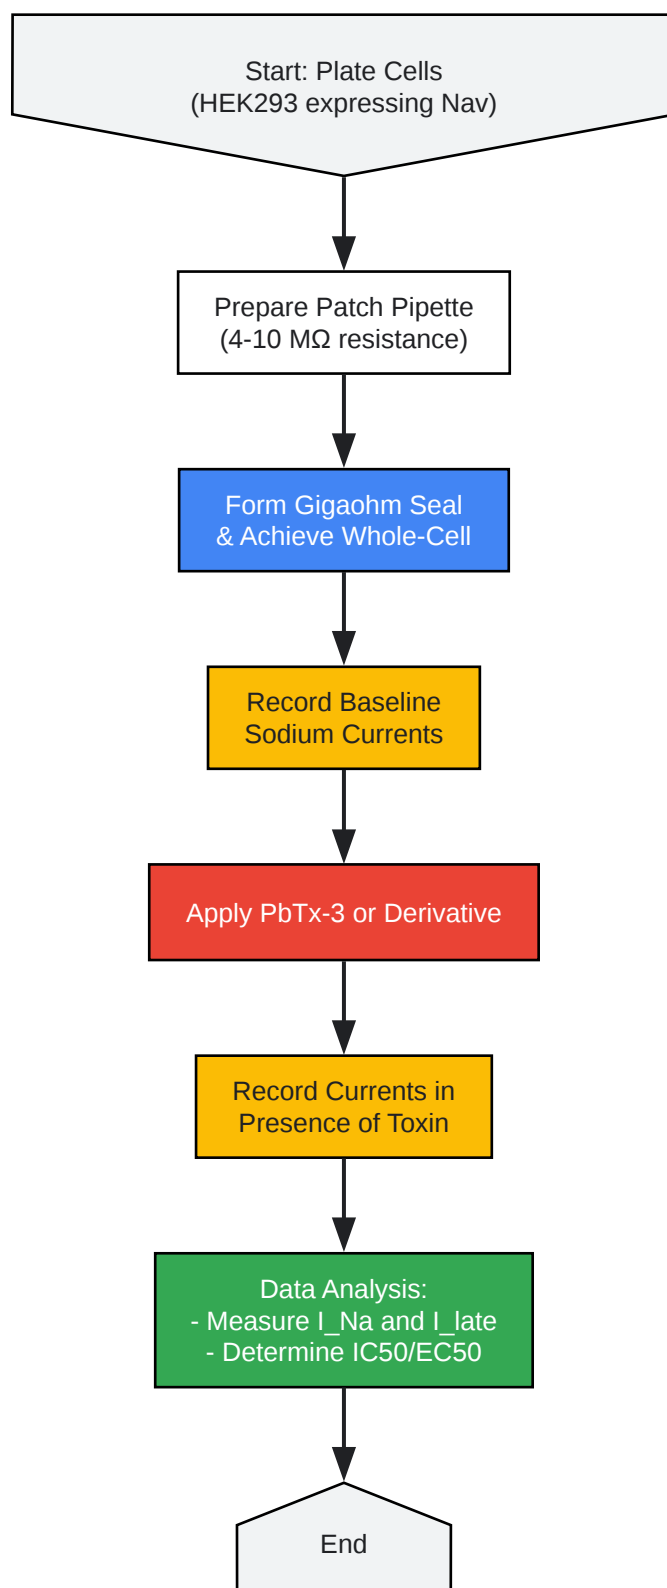 Start: Plate Cells
(HEK293 expressing Nav)
Prepare Patch Pipette
(4-10 MΩ resistance)
Form Gigaohm Seal
& Achieve Whole-Cell
Record Baseline
Sodium Currents
Apply PbTx-3 or Derivative
Record Currents in
Presence of Toxin
Data Analysis:
- Measure I_Na and I_late
- Determine IC50/EC50
End